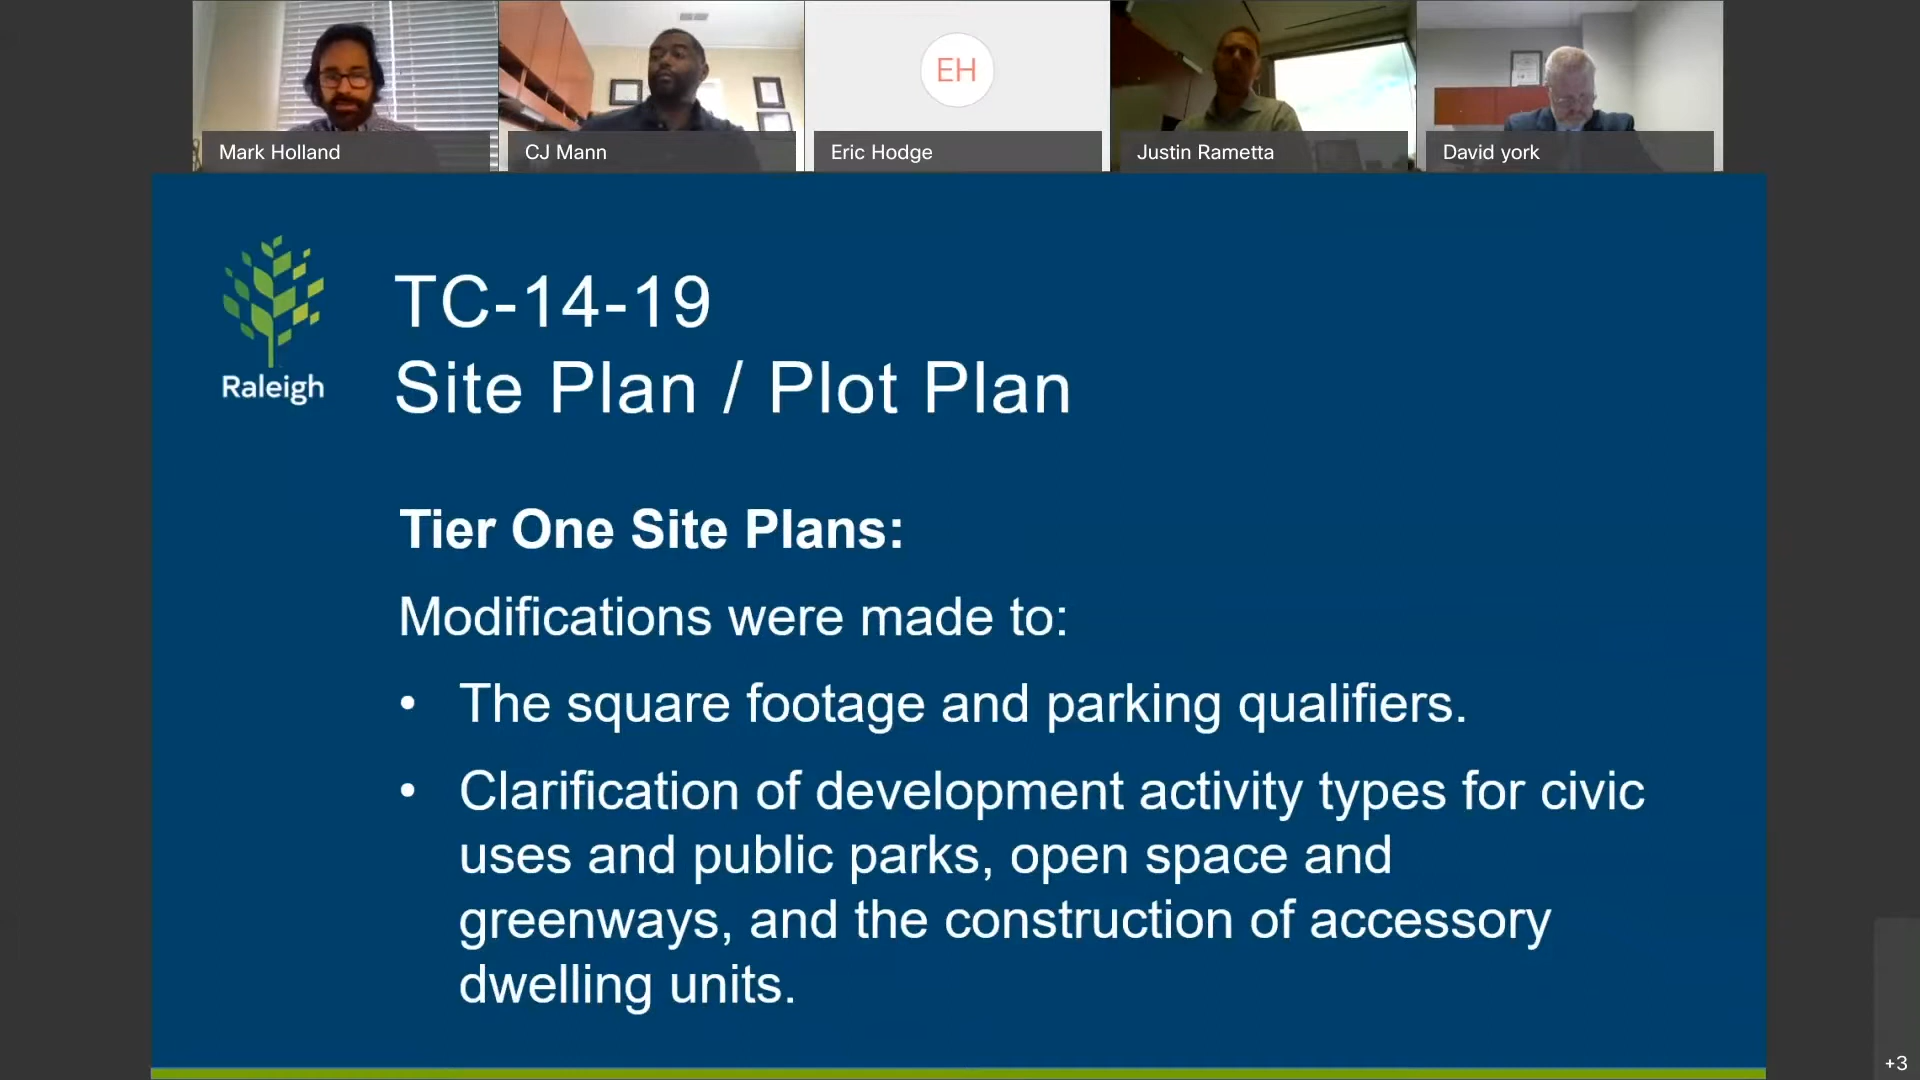 Mark Holland
CJ Mann
EH
Eric Hodge
Justin Rametta
David york
Raleigh
TC-14-19
Site Plan / Plot Plan
Tier One Site Plans:
Modifications were made to:
• The square footage and parking qualifiers.
• Clarification of development activity types for civic
uses and public parks, open space and
greenways, and the construction of accessory
dwelling units.
+3